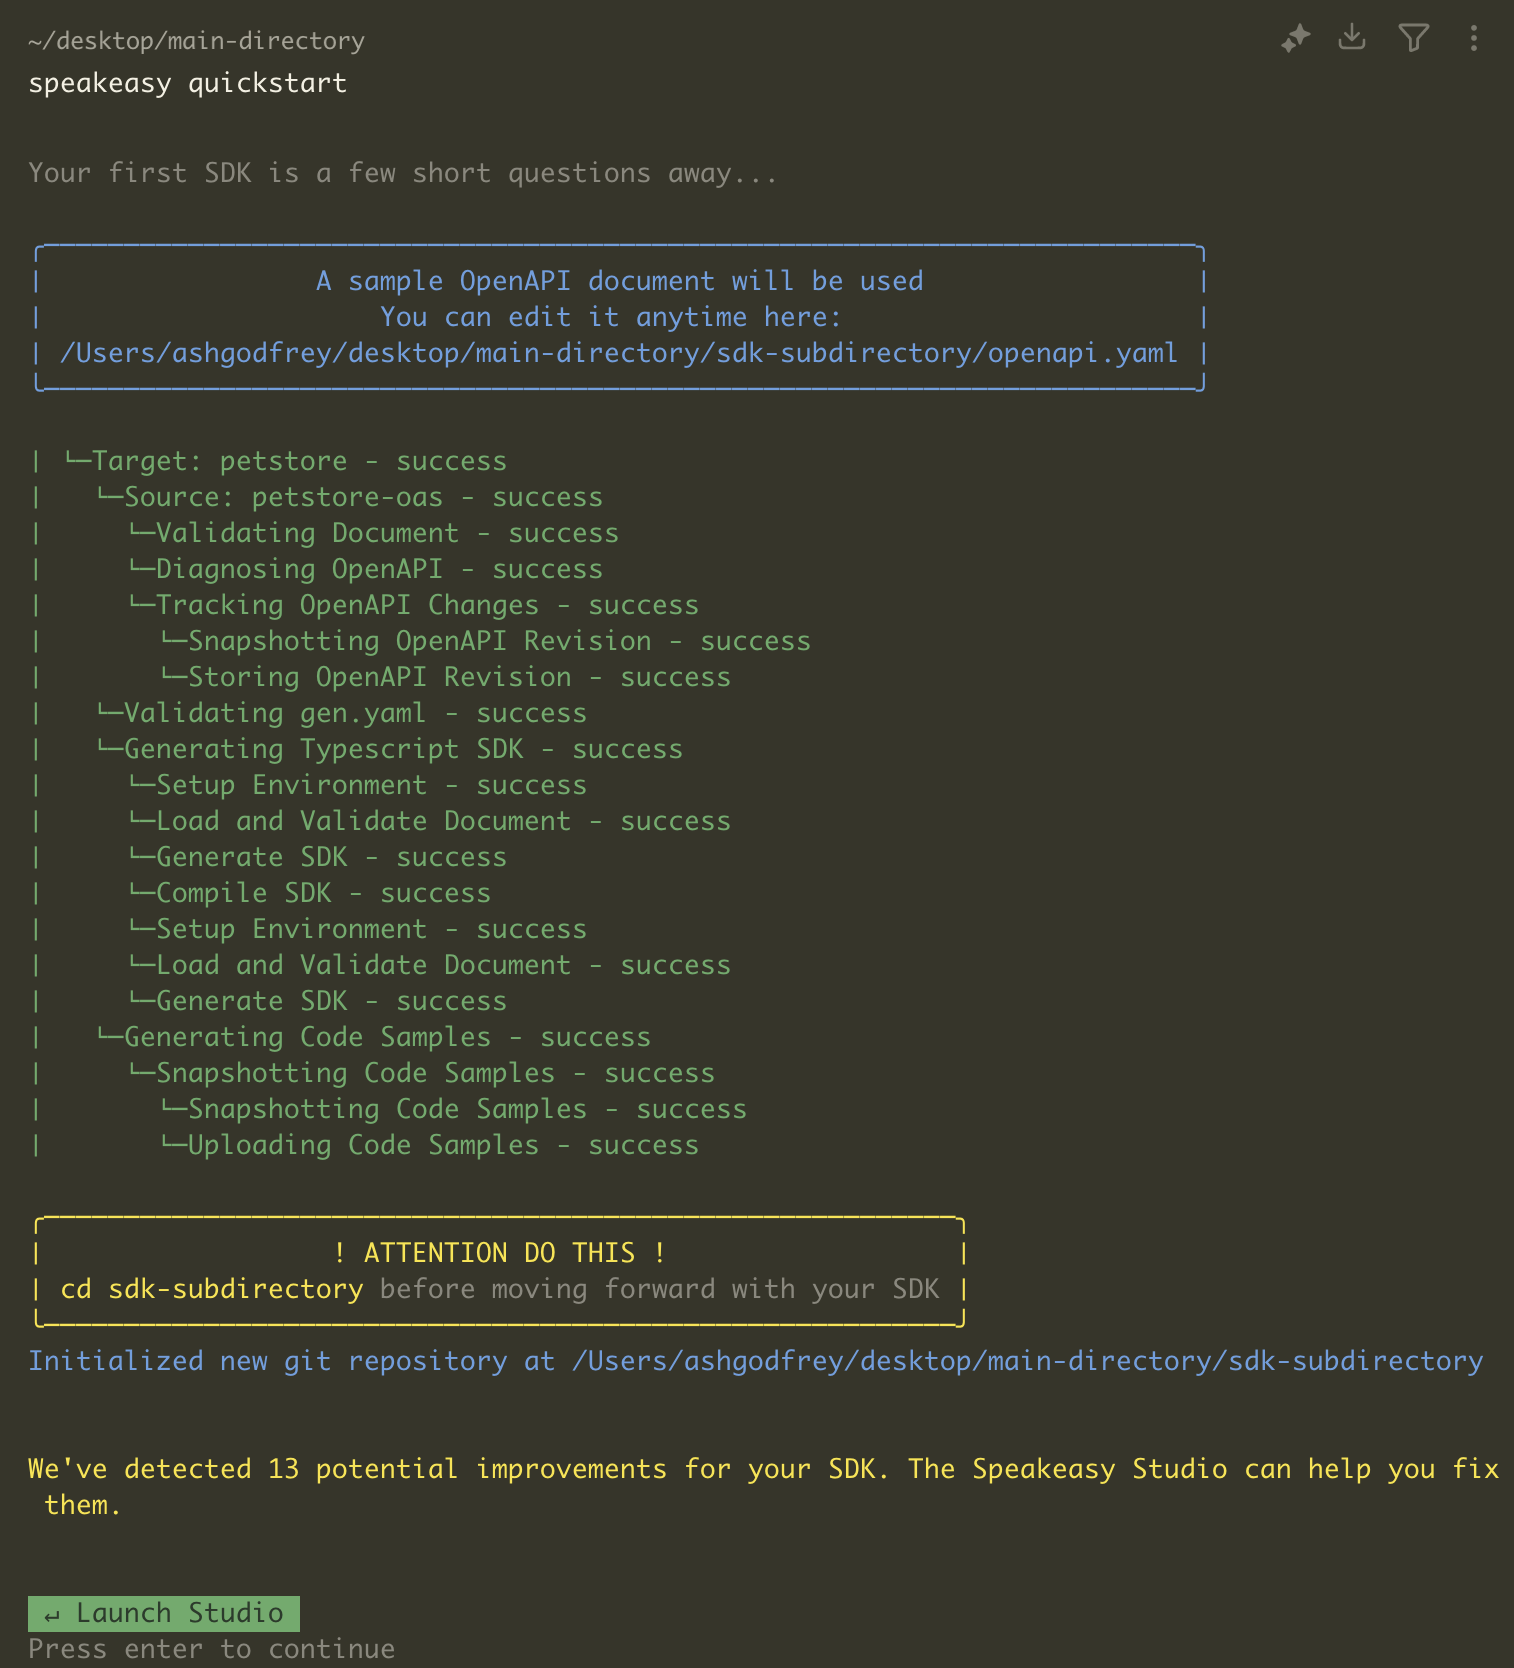 ~/desktop/main-directory
speakeasy quickstart
Your first SDK is a few short questions away...
A sample OpenAPI document will be used
You can edit it anytime here:
/Users/ashgodfrey/desktop/main-directory/sdk-subdirectory/openapi.yaml
| └─Target: petstore - success
|   └─Source: petstore-oas - success
|     └─Validating Document - success
|     └─Diagnosing OpenAPI - success
|     └─Tracking OpenAPI Changes - success
|       └─Snapshotting OpenAPI Revision - success
|       └─Storing OpenAPI Revision - success
|   └─Validating gen.yaml - success
|   └─Generating Typescript SDK - success
|     └─Setup Environment - success
|     └─Load and Validate Document - success
|     └─Generate SDK - success
|     └─Compile SDK - success
|     └─Setup Environment - success
|     └─Load and Validate Document - success
|     └─Generate SDK - success
|   └─Generating Code Samples - success
|     └─Snapshotting Code Samples - success
|       └─Snapshotting Code Samples - success
|       └─Uploading Code Samples - success
! ATTENTION DO THIS !
cd sdk-subdirectory before moving forward with your SDK
Initialized new git repository at /Users/ashgodfrey/desktop/main-directory/sdk-subdirectory
We've detected 13 potential improvements for your SDK. The Speakeasy Studio can help you fix
them.
↵ Launch Studio
Press enter to continue